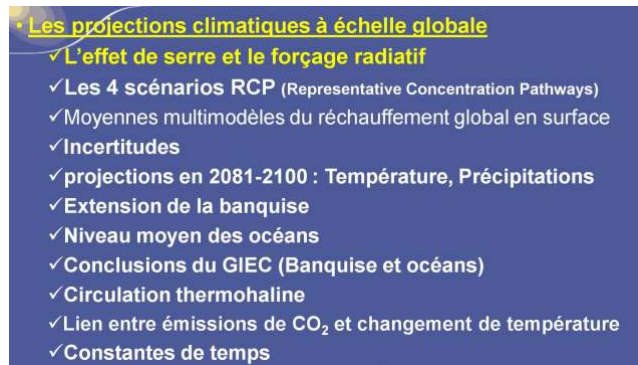 • Les projections climatiques à échelle globale
✓L'effet de serre et le forçage radiatif
✓Les 4 scénarios RCP (Representative Concentration Pathways)
✓Moyennes multimodèles du réchauffement global en surface
✓Incertitudes
✓projections en 2081-2100 : Température, Précipitations
✓Extension de la banquise
✓Niveau moyen des océans
✓Conclusions du GIEC (Banquise et océans)
✓Circulation thermohaline
✓Lien entre émissions de CO₂ et changement de température
✓Constantes de temps